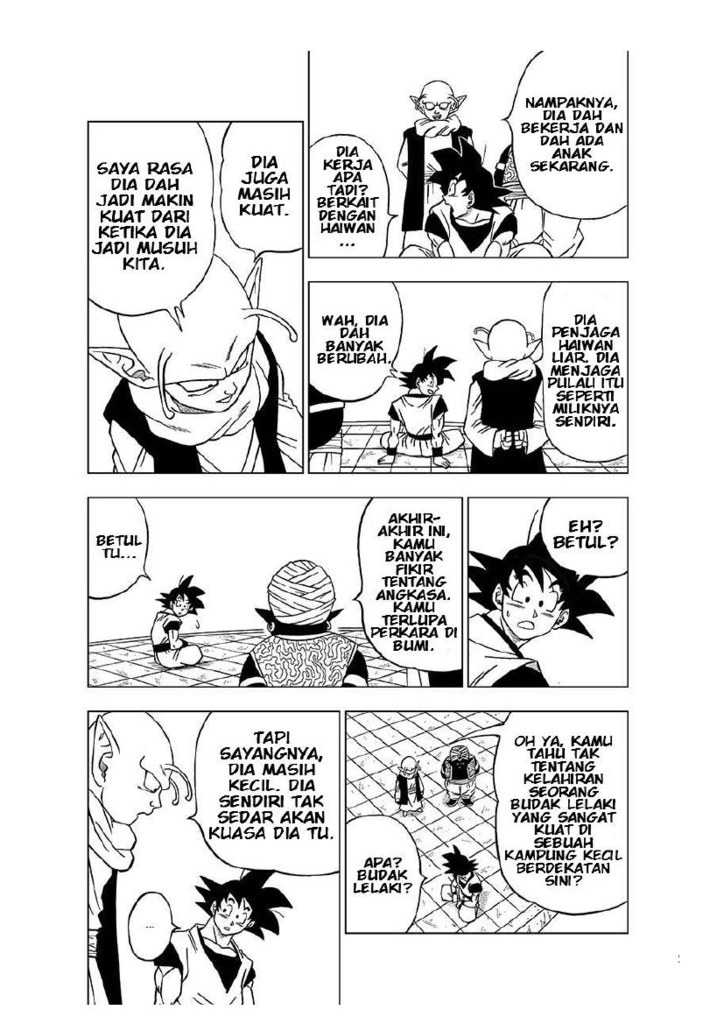 NAMPAKNYA,
DIA DAH
BEKERJA DAN
DAH ADA
ANAK
SEKARANG.
DIA
KERJA
APA
TADI?
BERKAIT
DENGAN
HAIWAN
...
DIA
PENJAGA
HAIWAN
LIAR. DIA
MENJAGA
PULAU ITU
SEPERTI
MILIKNYA
SENDIRI.
WAH, DIA
DAH
BANYAK
BERUBAH.
DIA
JUGA
MASIH
KUAT.
SAYA RASA
DIA DAH
JADI MAKIN
KUAT DARI
KETIKA DIA
JADI MUSUH
KITA.
EH?
BETUL?
AKHIR-
AKHIR INI,
KAMU
BANYAK
FIKIR
TENTANG
ANGKASA.
KAMU
TERLUPA
PERKARA DI
BUMI.
BETUL
TU...
OH YA, KAMU
TAHU TAK
TENTANG
KELAHIRAN
SEORANG
BUDAK LELAKI
YANG SANGAT
KUAT DI
SEBUAH
KAMPUNG KECIL
BERDEKATAN
SINI?
APA?
BUDAK
LELAKI?
TAPI
SAYANGNYA,
DIA MASIH
KECIL. DIA
SENDIRI TAK
SEDAR AKAN
KUASA DIA TU.
...